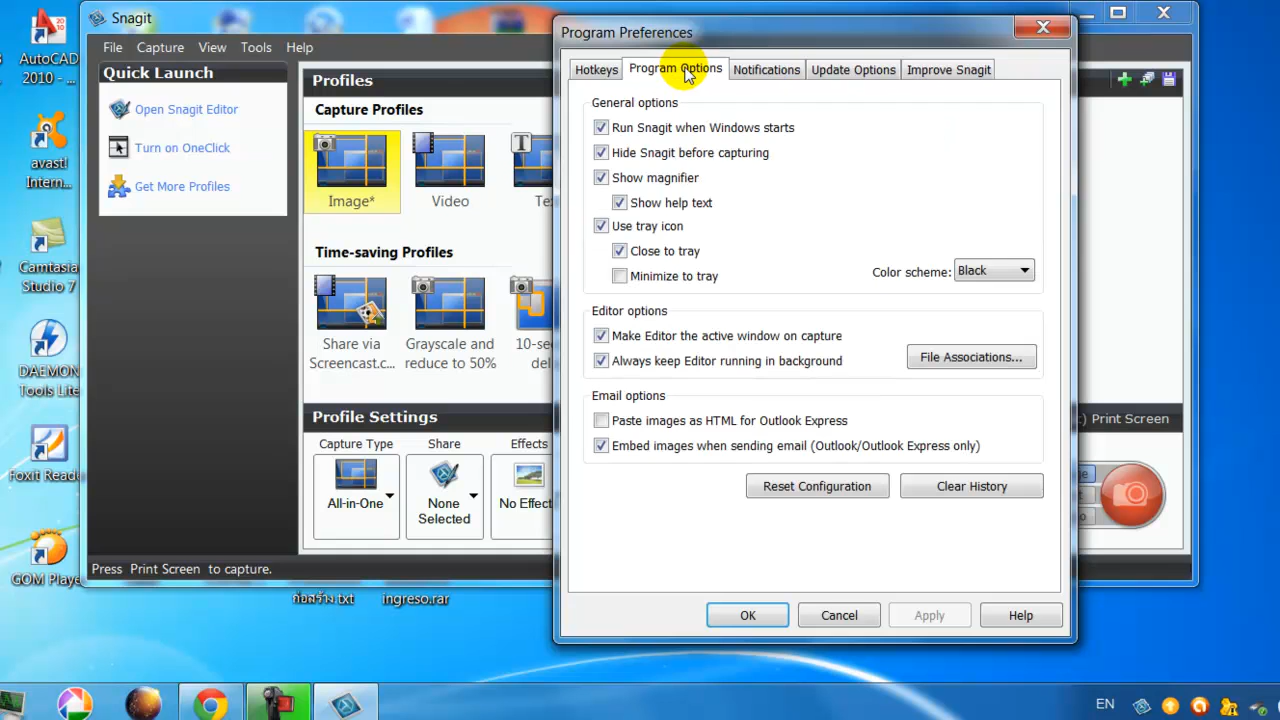 AutoCAD
2010 - ...
avast!
Intern...
Camtasia
Studio 7
DAEMON
Tools Lite
Foxit Reade
GOM Playe
Snagit
File Capture View Tools Help
Quick Launch
Open Snagit Editor
Turn on OneClick
Get More Profiles
Profiles
Capture Profiles
Image*
Video
Te
Time-saving Profiles
Share via
Screencast.c...
Grayscale and
reduce to 50%
10-sec
del
Profile Settings
Capture Type Share Effects
All-in-One
None
Selected
No Effect
Print Screen
Press Print Screen to capture.
ก่อสร้าง.txt
ingreso.rar
Program Preferences
Hotkeys Program Options Notifications Update Options Improve Snagit
General options
Run Snagit when Windows starts
Hide Snagit before capturing
Show magnifier
Show help text
Use tray icon
Close to tray
Minimize to tray
Color scheme: Black
Editor options
Make Editor the active window on capture
Always keep Editor running in background
File Associations...
Email options
Paste images as HTML for Outlook Express
Embed images when sending email (Outlook/Outlook Express only)
Reset Configuration Clear History
OK Cancel Apply Help
EN